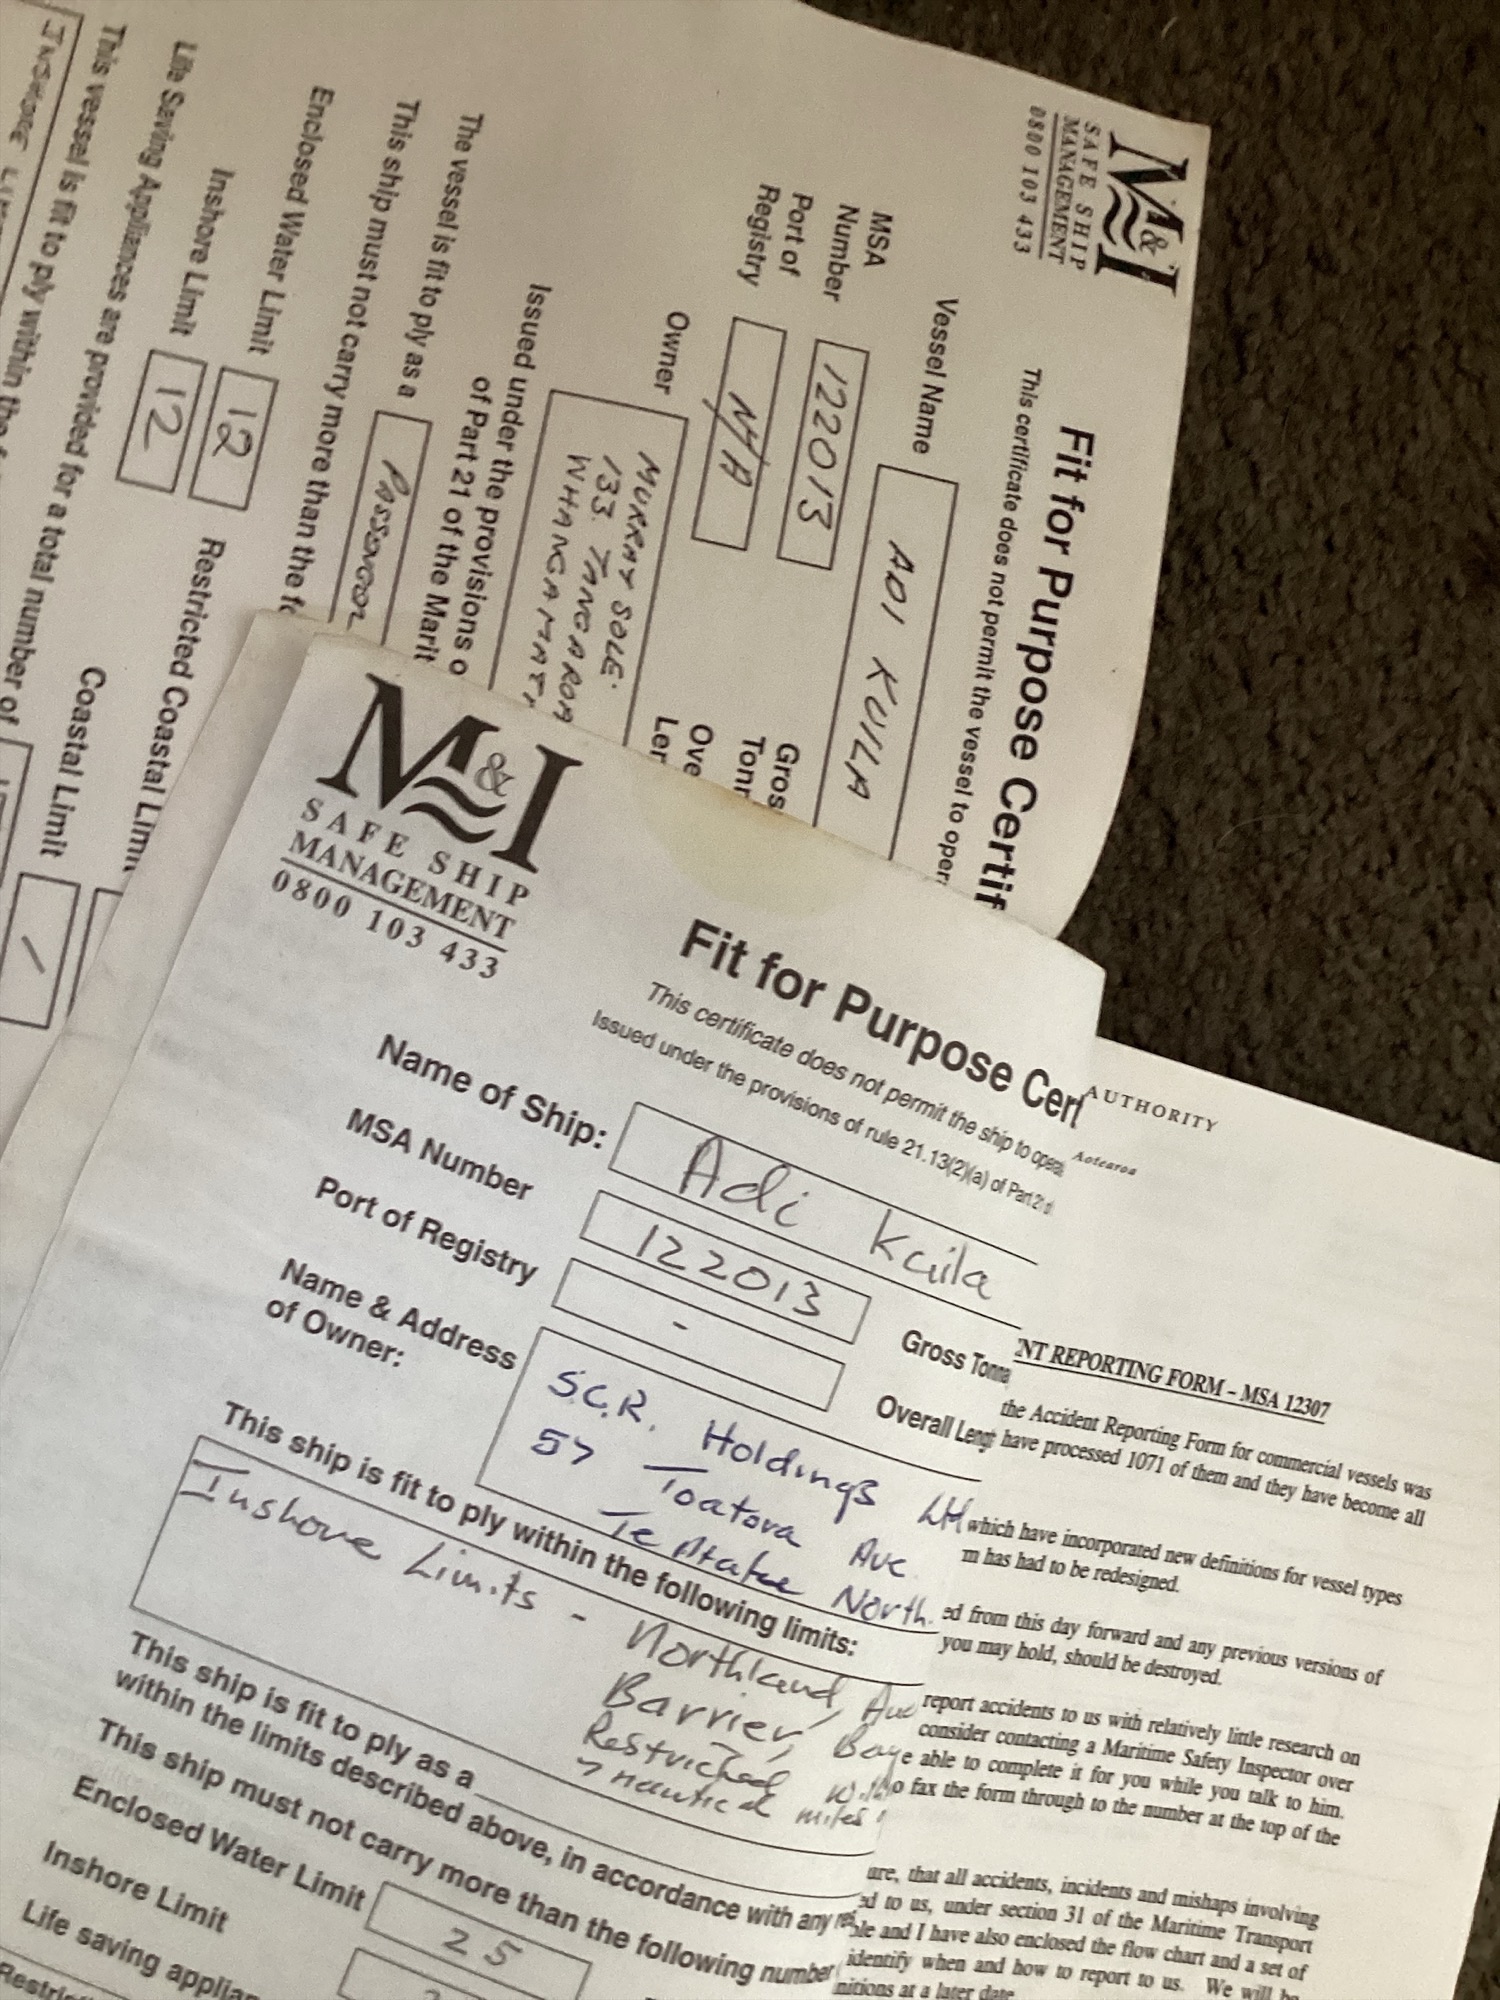 M&I
SAFE SHIP
MANAGEMENT
0800 103 433
Fit for Purpose Certif
This certificate does not permit the vessel to oper
Vessel Name
ADI KUILA
MSA
Number
122013
Port of
Registry
N/A
Gros
Tonn
Owner
MURRAY SOLE.
133. TANGAROA
WHANGAMATA
Ove
Len
Issued under the provisions o
of Part 21 of the Marit
The vessel is fit to ply as a
Passenger
This ship must not carry more than the fo
Enclosed Water Limit
12
Restricted Coastal Limit
Inshore Limit
12
Coastal Limit
/
Life Saving Appliances are provided for a total number of
This vessel is fit to ply within the
INSHORE
M&I
SAFE SHIP
MANAGEMENT
0800 103 433
Fit for Purpose Cert
This certificate does not permit the ship to opera
Issued under the provisions of rule 21.13(2)(a) of Part 21 of
Name of Ship:
Adi Kuila
MSA Number
122013
Port of Registry
-
Gross Tonna
Name & Address
of Owner:
S.C.R. Holdings Ltd
57 Toatora Ave
North.
Overall Lengt
This ship is fit to ply within the following limits:
Inshore Limits - Northland,
Barrier, Bay
Restricted
nautical miles
This ship is fit to ply as a
within the limits described above, in accordance with any
This ship must not carry more than the following number
Enclosed Water Limit
25
Inshore Limit
Life saving applian
AUTHORITY
Aotearoa
NT REPORTING FORM – MSA 12307
the Accident Reporting Form for commercial vessels was
have processed 1071 of them and they have become all
which have incorporated new definitions for vessel types
m has had to be redesigned.
ed from this day forward and any previous versions of
you may hold, should be destroyed.
report accidents to us with relatively little research on
consider contacting a Maritime Safety Inspector over
e able to complete it for you while you talk to him.
o fax the form through to the number at the top of the
ure, that all accidents, incidents and mishaps involving
ed to us, under section 31 of the Maritime Transport
ble and I have also enclosed the flow chart and a set of
identify when and how to report to us. We will be
nitions at a later date